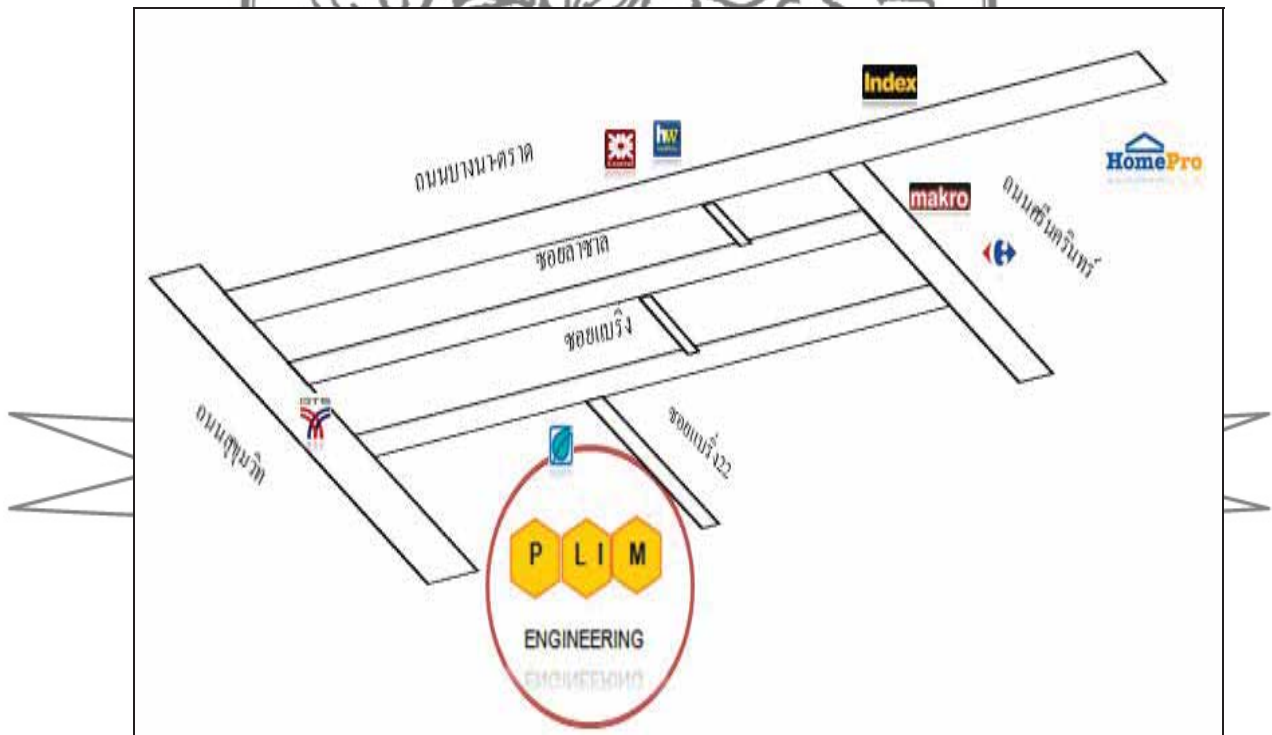 Index
hw
ถนนบางนา-ตราด
HomePro
makro
ถนนศรีนครินทร์
ซอยลาซาล
ซอยแบริ่ง
BTS
ถนนสุขุมวิท
ซอยแบริ่ง22
P L I M
ENGINEERING